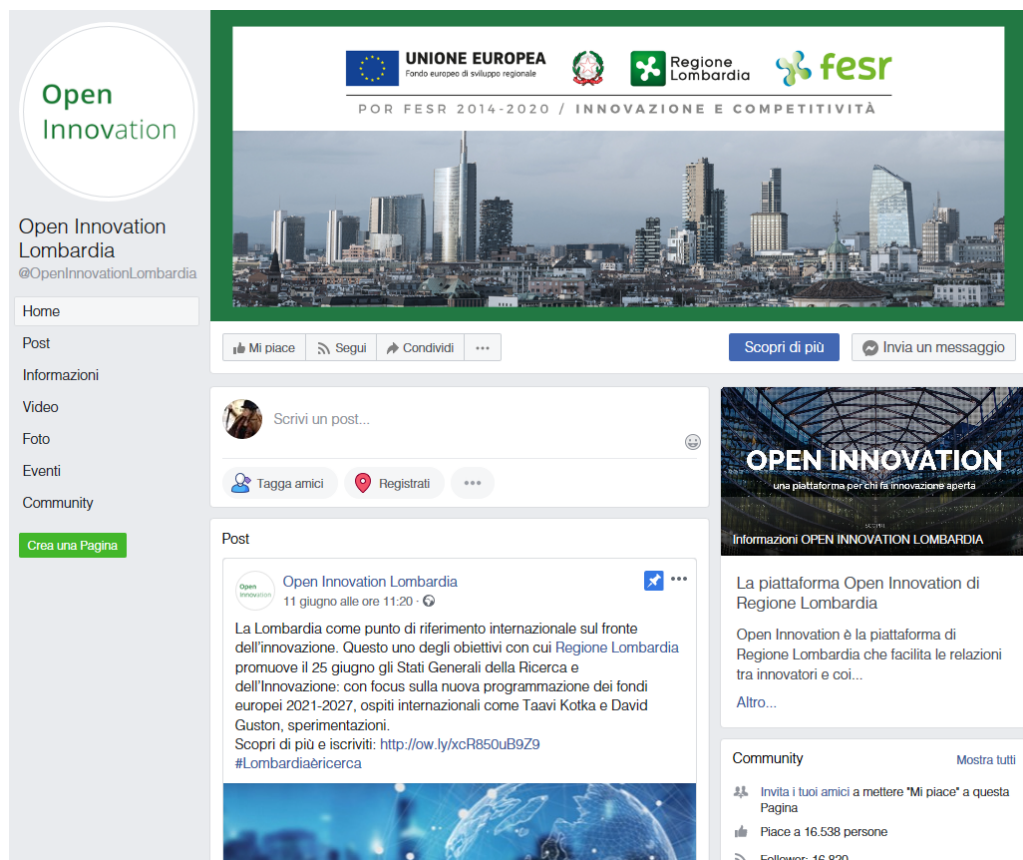 Open
Innovation
Open Innovation
Lombardia
@OpenInnovationLombardia
Home
Post
Informazioni
Video
Foto
Eventi
Community
Crea una Pagina
UNIONE EUROPEA
Fondo europeo di sviluppo regionale
Regione
Lombardia
fesr
POR FESR 2014-2020 / INNOVAZIONE E COMPETITIVITÀ
Mi piace
Segui
Condividi
Scopri di più
Invia un messaggio
Scrivi un post...
Tagga amici
Registrati
Post
Open
Innovation
Open Innovation Lombardia
11 giugno alle ore 11:20 ·
La Lombardia come punto di riferimento internazionale sul fronte
dell'innovazione. Questo uno degli obiettivi con cui Regione Lombardia
promuove il 25 giugno gli Stati Generali della Ricerca e
dell'Innovazione: con focus sulla nuova programmazione dei fondi
europei 2021-2027, ospiti internazionali come Taavi Kotka e David
Guston, sperimentazioni.
Scopri di più e iscriviti: http://ow.ly/xcR850uB9Z9
#Lombardiaèricerca
OPEN INNOVATION
una piattaforma per chi fa innovazione aperta
SCOPRI
Informazioni OPEN INNOVATION LOMBARDIA
La piattaforma Open Innovation di
Regione Lombardia
Open Innovation è la piattaforma di
Regione Lombardia che facilita le relazioni
tra innovatori e coi...
Altro...
Community
Mostra tutti
Invita i tuoi amici a mettere "Mi piace" a questa
Pagina
Piace a 16.538 persone
Follower: 16.820